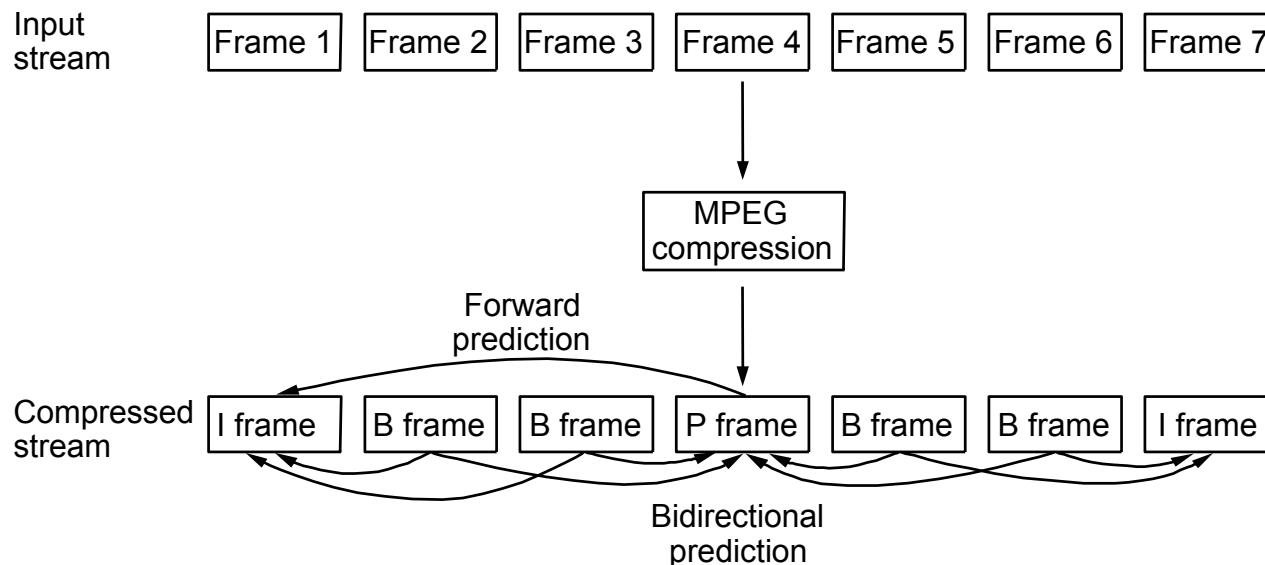 Input
stream
Frame 1 Frame 2 Frame 3 Frame 4 Frame 5 Frame 6 Frame 7
MPEG
compression
Forward
prediction
Compressed
stream
I frame B frame B frame P frame B frame B frame I frame
Bidirectional
prediction